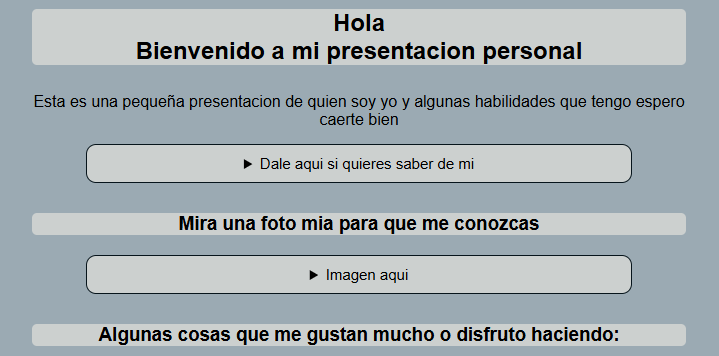 Hola
Bienvenido a mi presentacion personal
Esta es una pequeña presentacion de quien soy yo y algunas habilidades que tengo espero
caerte bien
Dale aqui si quieres saber de mi
Mira una foto mia para que me conozcas
Imagen aqui
Algunas cosas que me gustan mucho o disfruto haciendo: